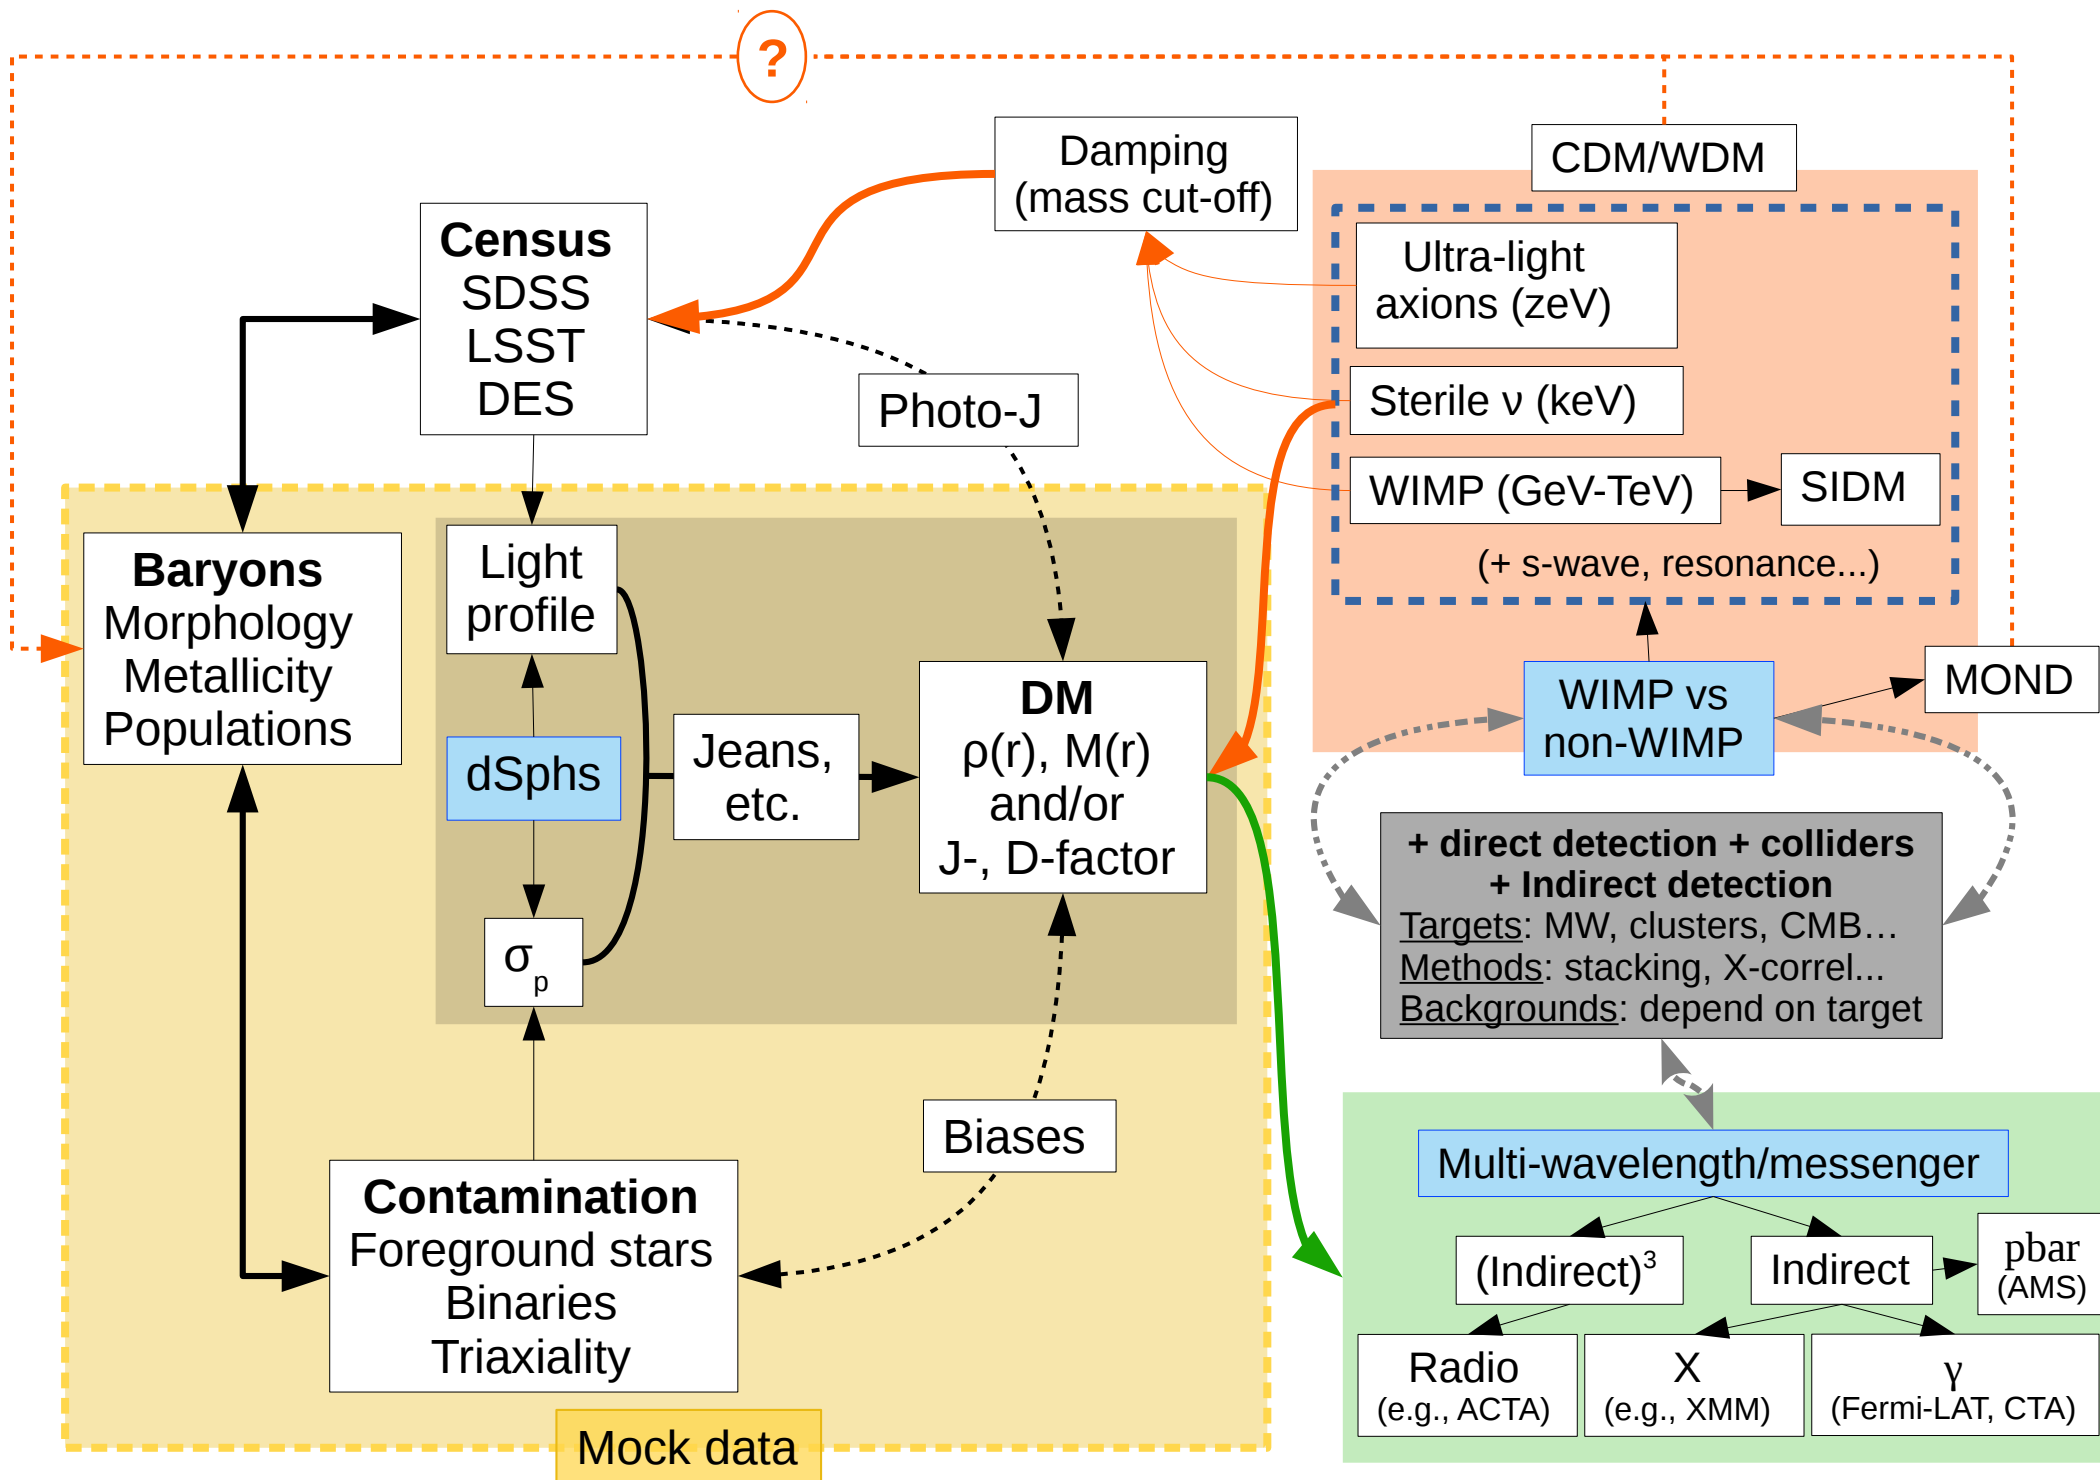 ?
Damping
(mass cut-off)
CDM/WDM
Census
SDSS
LSST
DES
Ultra-light
axions (zeV)
Photo-J
Sterile ν (keV)
WIMP (GeV-TeV)
SIDM
(+ s-wave, resonance...)
Baryons
Morphology
Metallicity
Populations
Light
profile
dSphs
σp
Jeans,
etc.
DM
ρ(r), M(r)
and/or
J-, D-factor
WIMP vs
non-WIMP
MOND
+ direct detection + colliders
+ Indirect detection
Targets: MW, clusters, CMB…
Methods: stacking, X-correl...
Backgrounds: depend on target
Biases
Contamination
Foreground stars
Binaries
Triaxiality
Mock data
Multi-wavelength/messenger
(Indirect)³
Indirect
pbar
(AMS)
Radio
(e.g., ACTA)
X
(e.g., XMM)
γ
(Fermi-LAT, CTA)